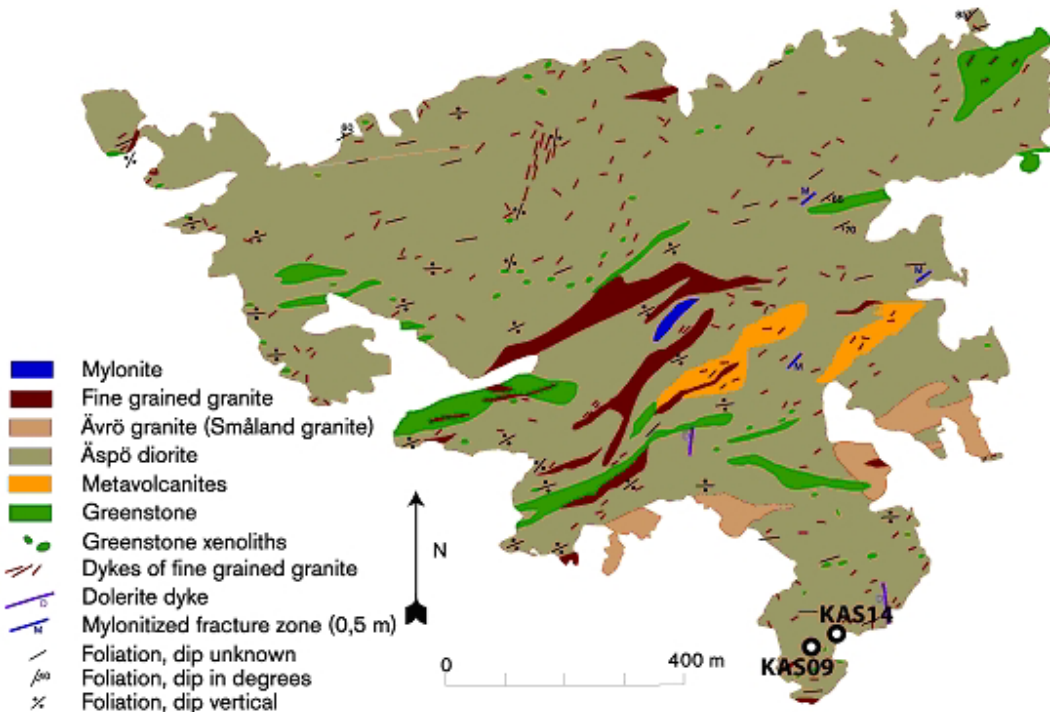 Mylonite
Fine grained granite
Ävrö granite (Småland granite)
Äspö diorite
Metavolcanites
Greenstone
Greenstone xenoliths
Dykes of fine grained granite
D
Dolerite dyke
M
Mylonitized fracture zone (0,5 m)
Foliation, dip unknown
Foliation, dip in degrees
Foliation, dip vertical
N
0
400 m
M
70
M
M
KAS14
KAS09